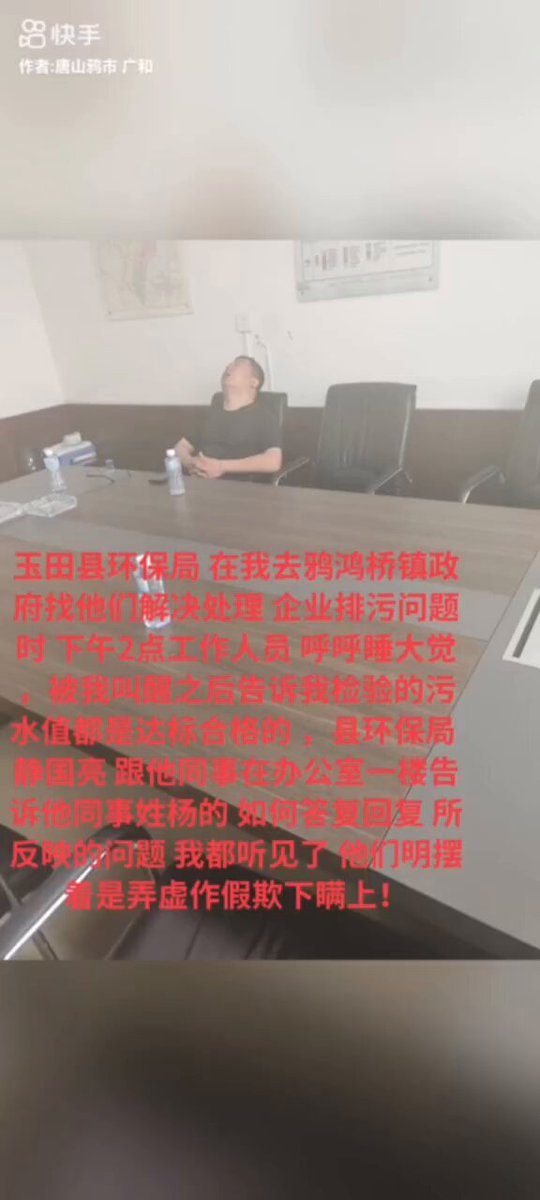 快手
作者:唐山鸦市 广和
玉田县环保局 在我去鸦鸿桥镇政
府找他们解决处理 企业排污问题
时 下午2点工作人员 呼呼睡大觉
，被我叫醒之后告诉我检验的污
水值都是达标合格的 ，县环保局
静国亮 跟他同事在办公室一楼告
诉他同事姓杨的 如何答复回复 所
反映的问题 我都听见了 他们明摆
着是弄虚作假欺下瞒上！